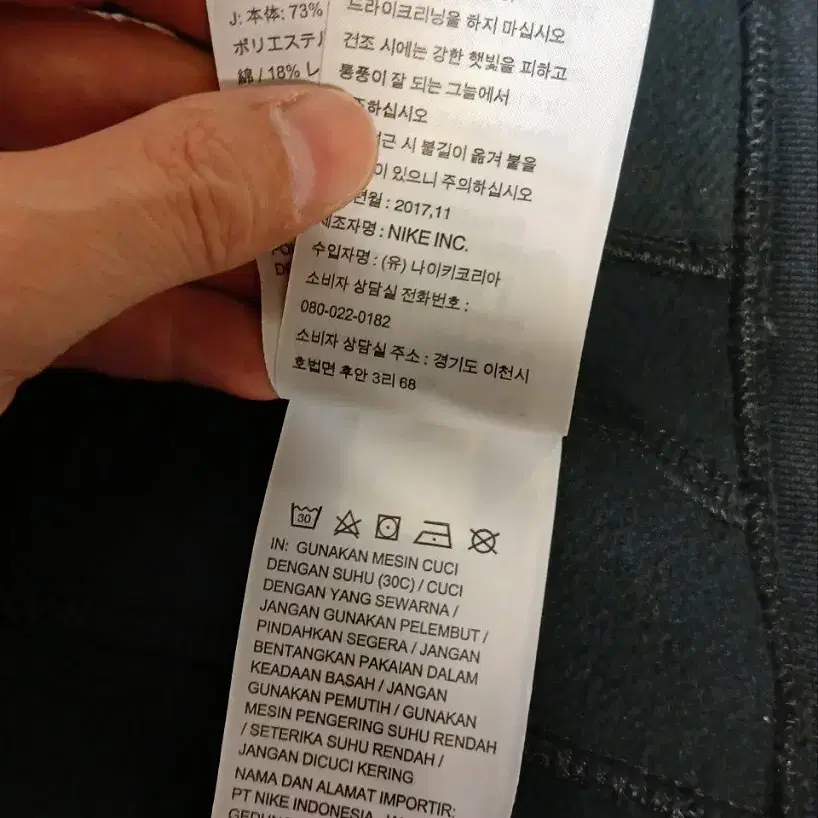 J: 本体: 73%
ポリエステル
綿 / 18% レ
드라이크리닝을 하지 마십시오
건조 시에는 강한 햇빛을 피하고
통풍이 잘 되는 그늘에서
하십시오
시 불길이 옮겨 붙을
있으니 주의하십시오
년월 : 2017,11
제조자명 : NIKE INC.
수입자명 : (유) 나이키코리아
소비자 상담실 전화번호 :
080-022-0182
소비자 상담실 주소 : 경기도 이천시
호법면 후안 3리 68
30
IN: GUNAKAN MESIN CUCI
DENGAN SUHU (30C) / CUCI
DENGAN YANG SEWARNA /
JANGAN GUNAKAN PELEMBUT /
PINDAHKAN SEGERA / JANGAN
BENTANGKAN PAKAIAN DALAM
KEADAAN BASAH / JANGAN
GUNAKAN PEMUTIH / GUNAKAN
MESIN PENGERING SUHU RENDAH
/ SETERIKA SUHU RENDAH /
JANGAN DICUCI KERING
NAMA DAN ALAMAT IMPORTIR:
PT NIKE INDONESIA,